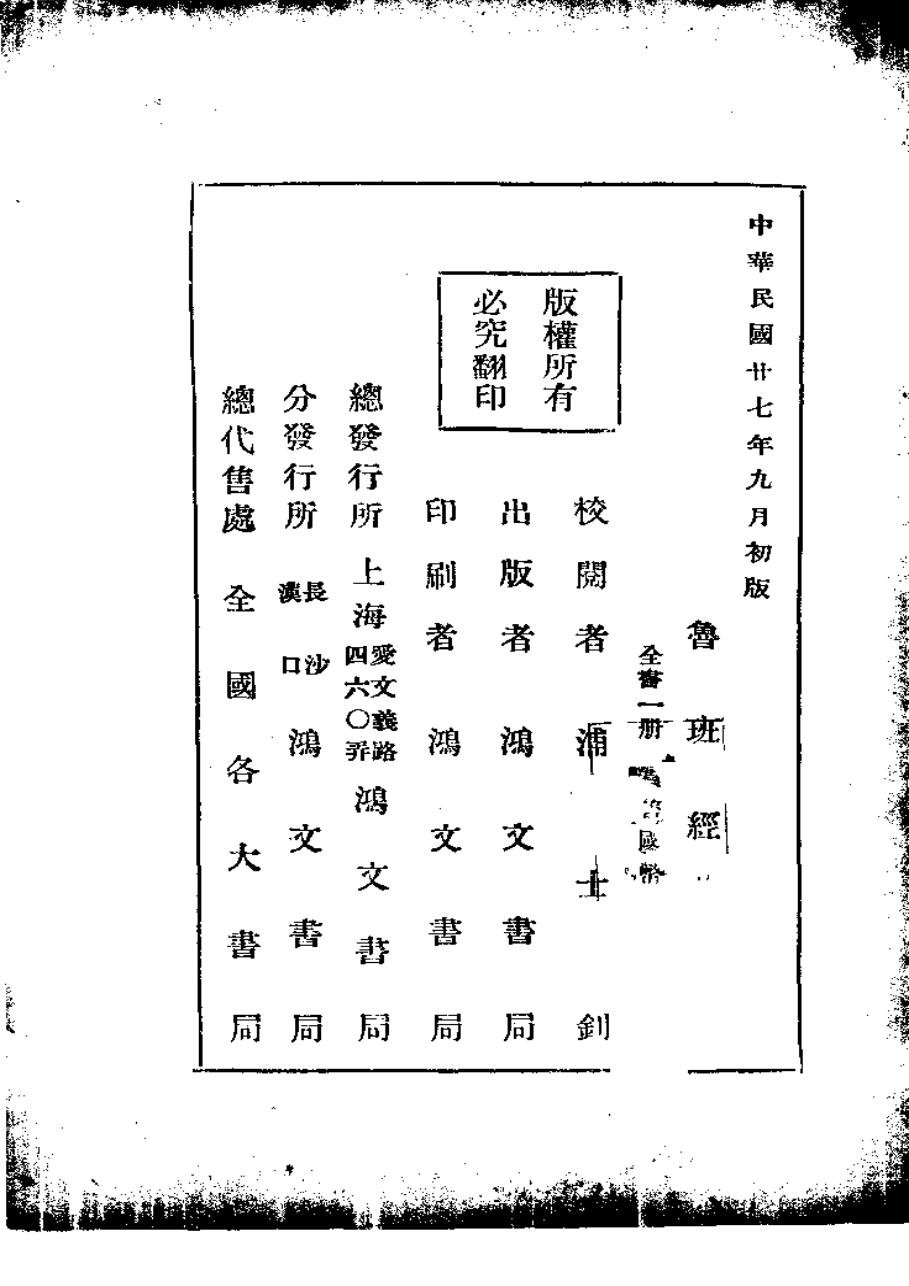 中華民國廿七年九月初版
魯班經
全書一册
國幣
版權所有
必究翻印
校閱者 浦士釗
出版者 鴻文書局
印刷者 鴻文書局
總發行所 上海愛文義路四六〇弄鴻文書局
分發行所 長沙漢口鴻文書局
總代售處 全國各大書局